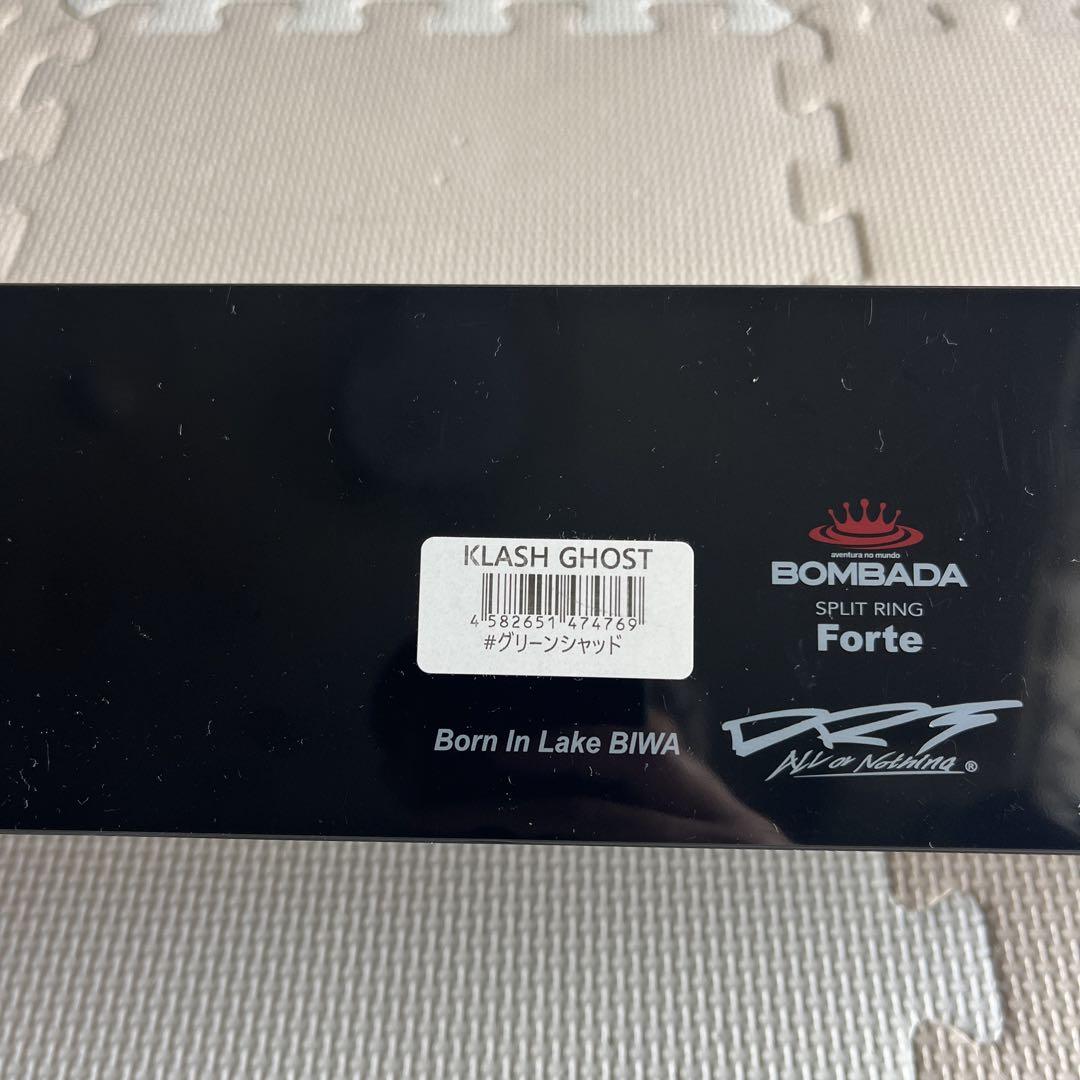 KLASH GHOST
4 582651 474769
#グリーンシャッド
Born In Lake BIWA
aventura no mundo
BOMBADA
SPLIT RING
Forte
DRT
ALL or Nothing ®